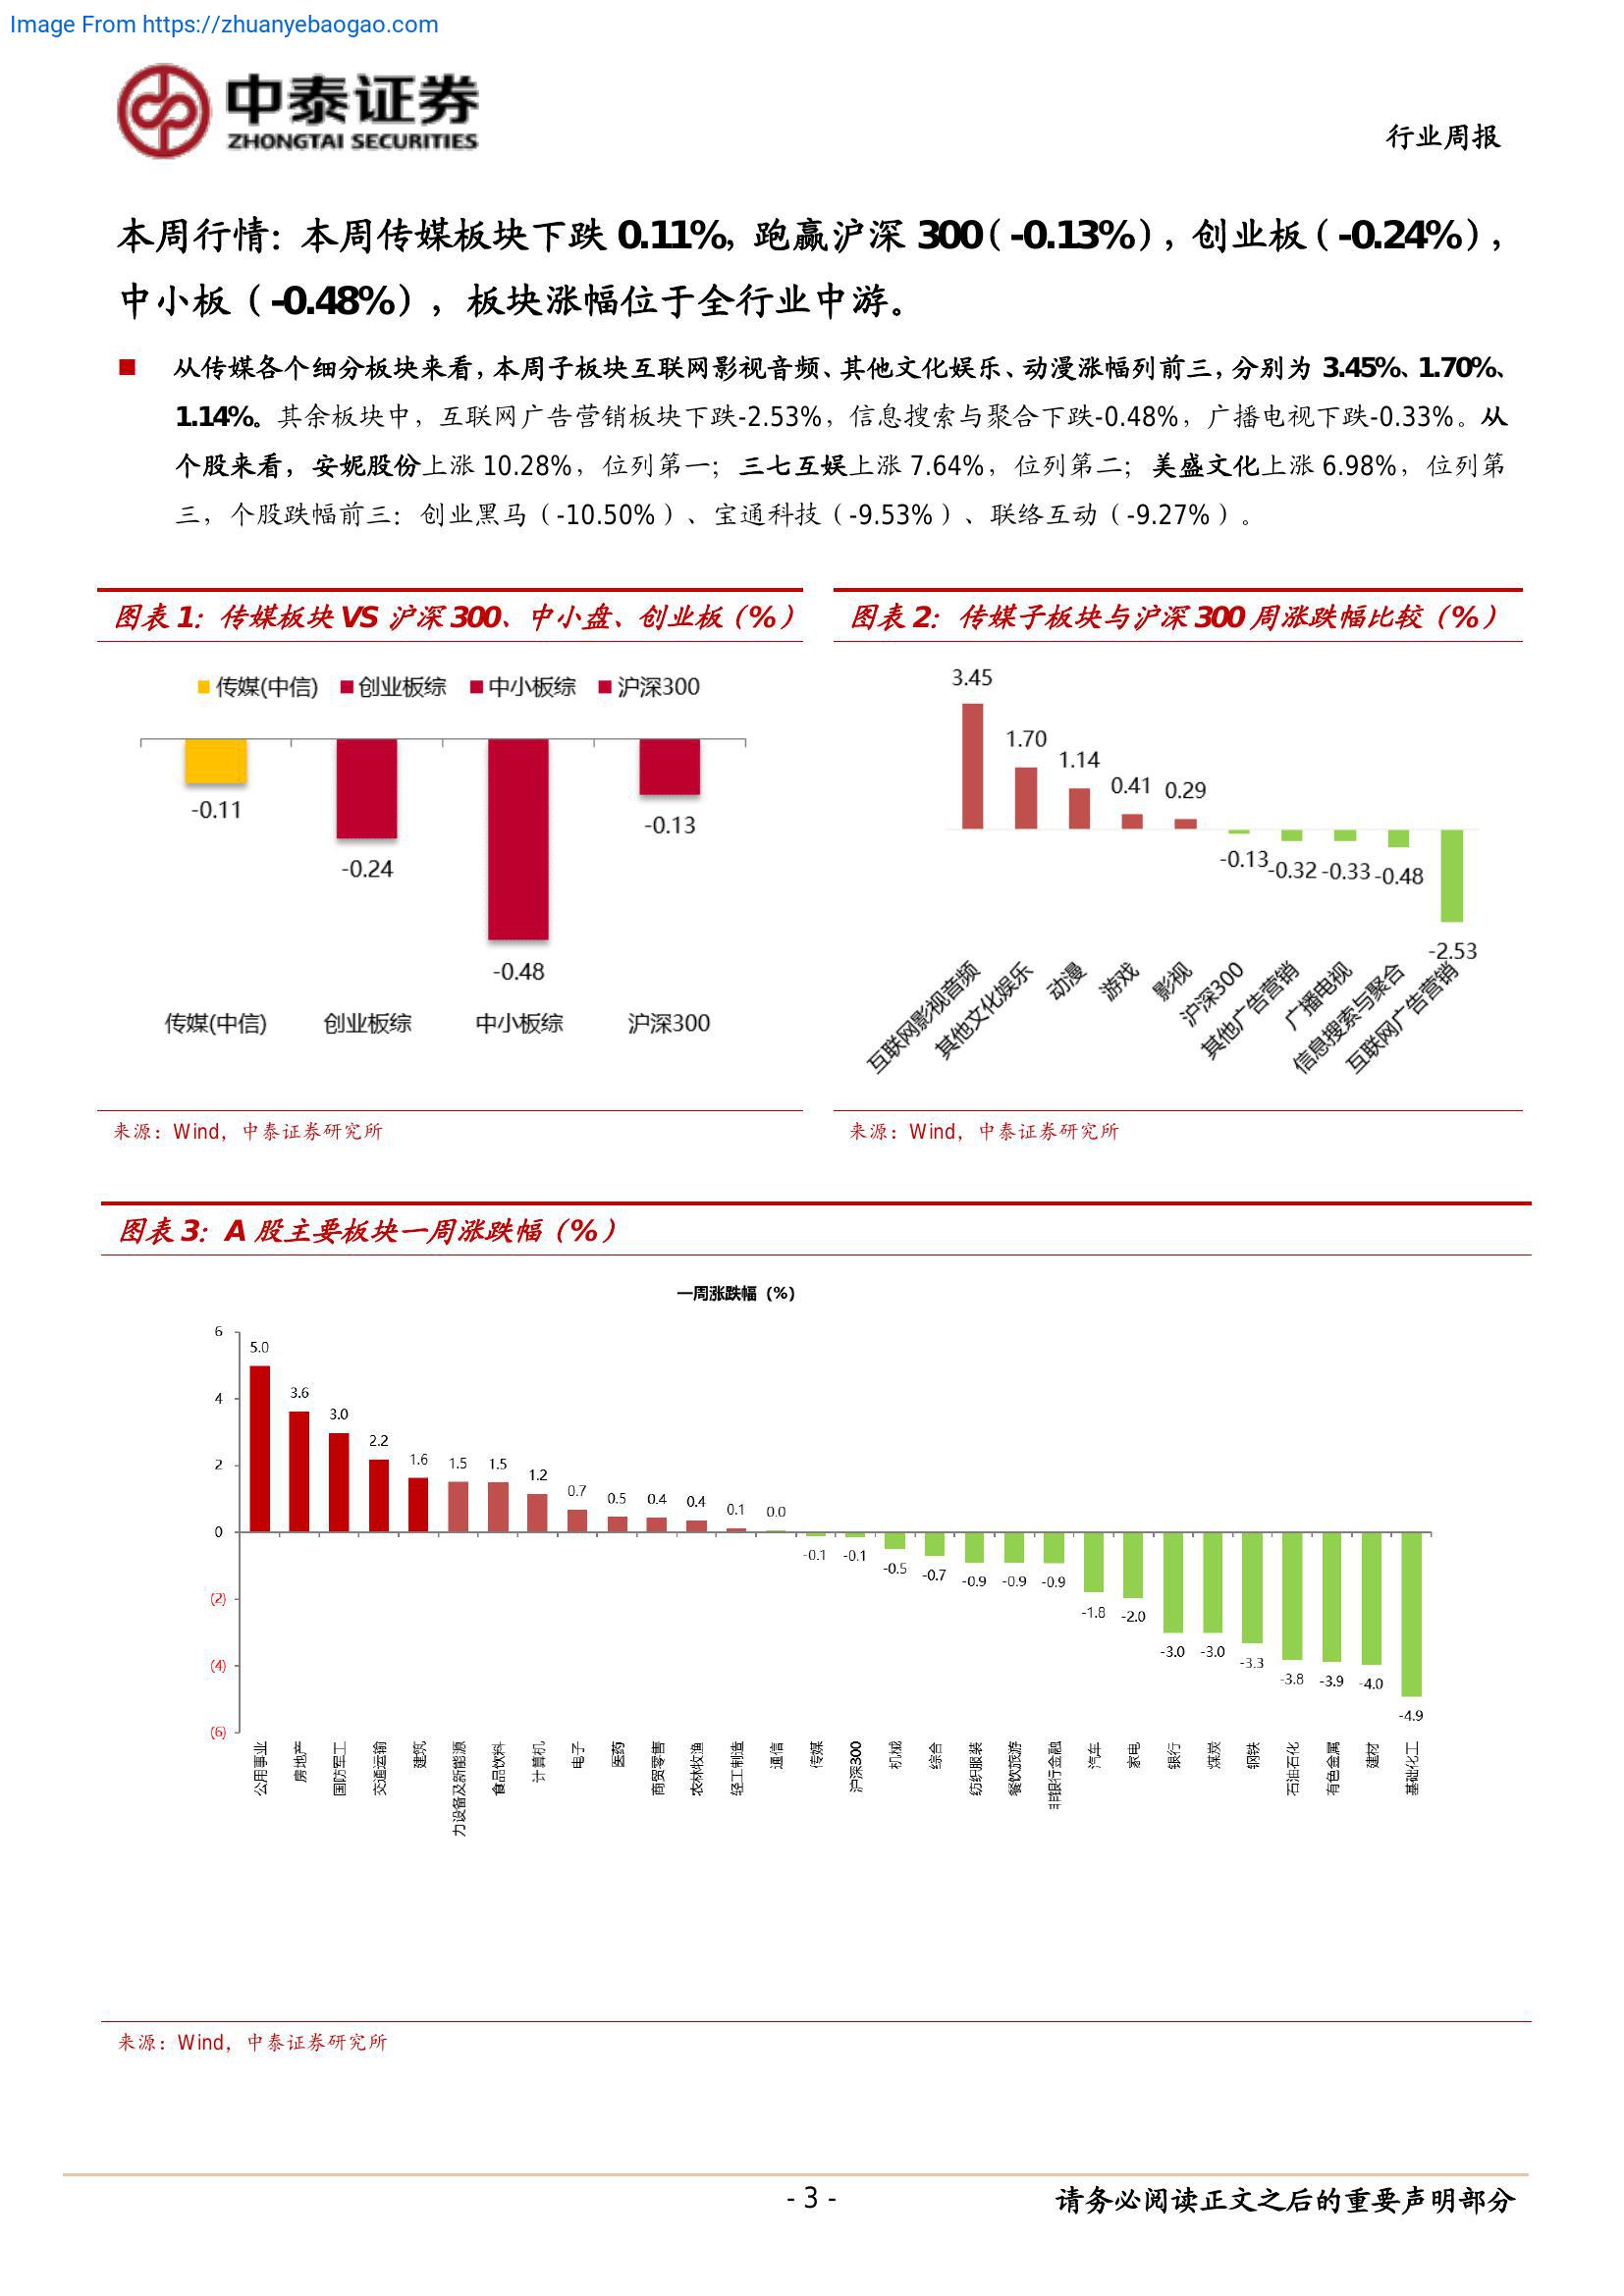 Image From https://zhuanyebaogao.com
中泰证券
ZHONGTAI SECURITIES
行业周报
本周行情：本周传媒板块下跌 0.11%，跑赢沪深 300（-0.13%），创业板（-0.24%），
中小板（-0.48%），板块涨幅位于全行业中游。
从传媒各个细分板块来看，本周子板块互联网影视音频、其他文化娱乐、动漫涨幅列前三，分别为 3.45%、1.70%、
1.14%。其余板块中，互联网广告营销板块下跌-2.53%，信息搜索与聚合下跌-0.48%，广播电视下跌-0.33%。从
个股来看，安妮股份上涨 10.28%，位列第一；三七互娱上涨 7.64%，位列第二；美盛文化上涨 6.98%，位列第
三，个股跌幅前三：创业黑马（-10.50%）、宝通科技（-9.53%）、联络互动（-9.27%）。
图表 1：传媒板块 VS 沪深 300、中小盘、创业板（%）
传媒(中信) 创业板综 中小板综 沪深300
-0.11
-0.24
-0.48
-0.13
传媒(中信) 创业板综 中小板综 沪深300
来源：Wind，中泰证券研究所
图表 2：传媒子板块与沪深 300 周涨跌幅比较（%）
3.45
1.70
1.14
0.41
0.29
-0.13
-0.32
-0.33
-0.48
-2.53
互联网影视音频
其他文化娱乐
动漫
游戏
影视
沪深300
其他广告营销
广播电视
信息搜索与聚合
互联网广告营销
来源：Wind，中泰证券研究所
图表 3：A 股主要板块一周涨跌幅（%）
一周涨跌幅（%）
6
4
2
0
(2)
(4)
(6)
5.0
3.6
3.0
2.2
1.6
1.5
1.5
1.2
0.7
0.5
0.4
0.4
0.1
0.0
-0.1
-0.1
-0.5
-0.7
-0.9
-0.9
-0.9
-1.8
-2.0
-3.0
-3.0
-3.3
-3.8
-3.9
-4.0
-4.9
公用事业
房地产
国防军工
交通运输
建筑
力设备及新能源
食品饮料
计算机
电子
医药
商贸零售
农林牧渔
轻工制造
通信
传媒
沪深300
机械
综合
纺织服装
餐饮旅游
非银行金融
汽车
家电
银行
煤炭
钢铁
石油石化
有色金属
建材
基础化工
来源：Wind，中泰证券研究所
- 3 -
请务必阅读正文之后的重要声明部分